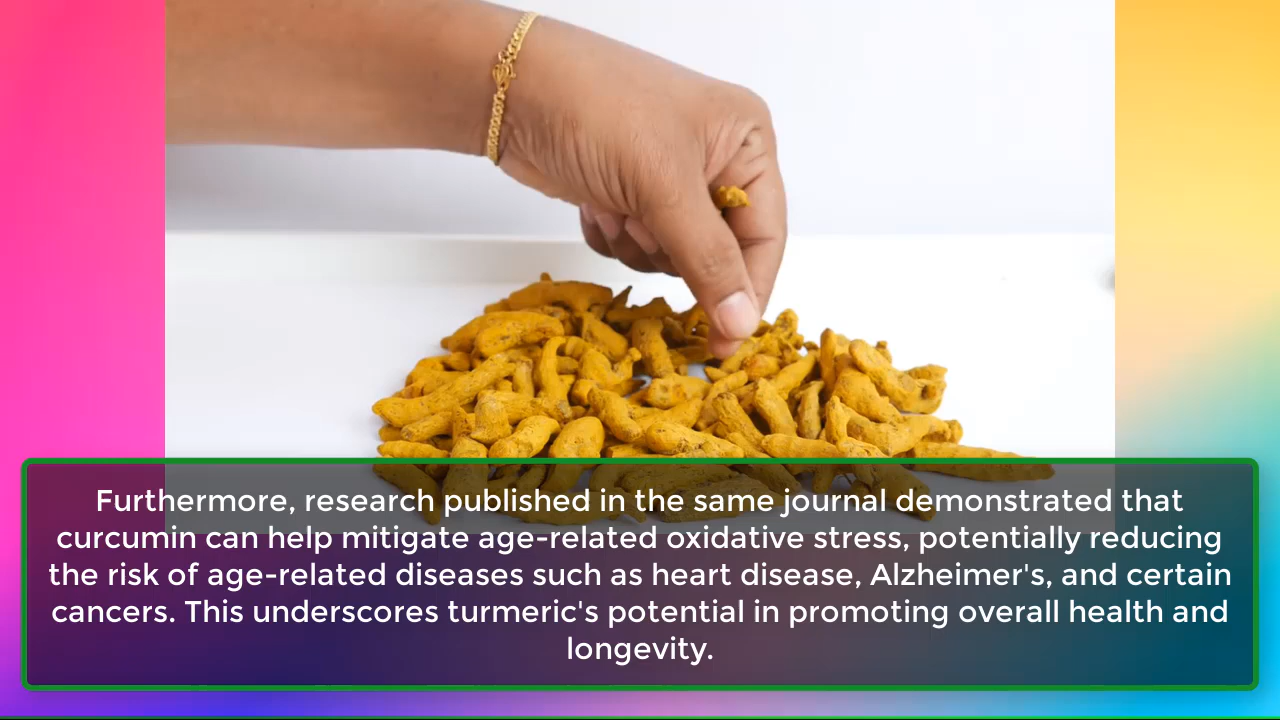 Furthermore, research published in the same journal demonstrated that
curcumin can help mitigate age-related oxidative stress, potentially reducing
the risk of age-related diseases such as heart disease, Alzheimer's, and certain
cancers. This underscores turmeric's potential in promoting overall health and
longevity.